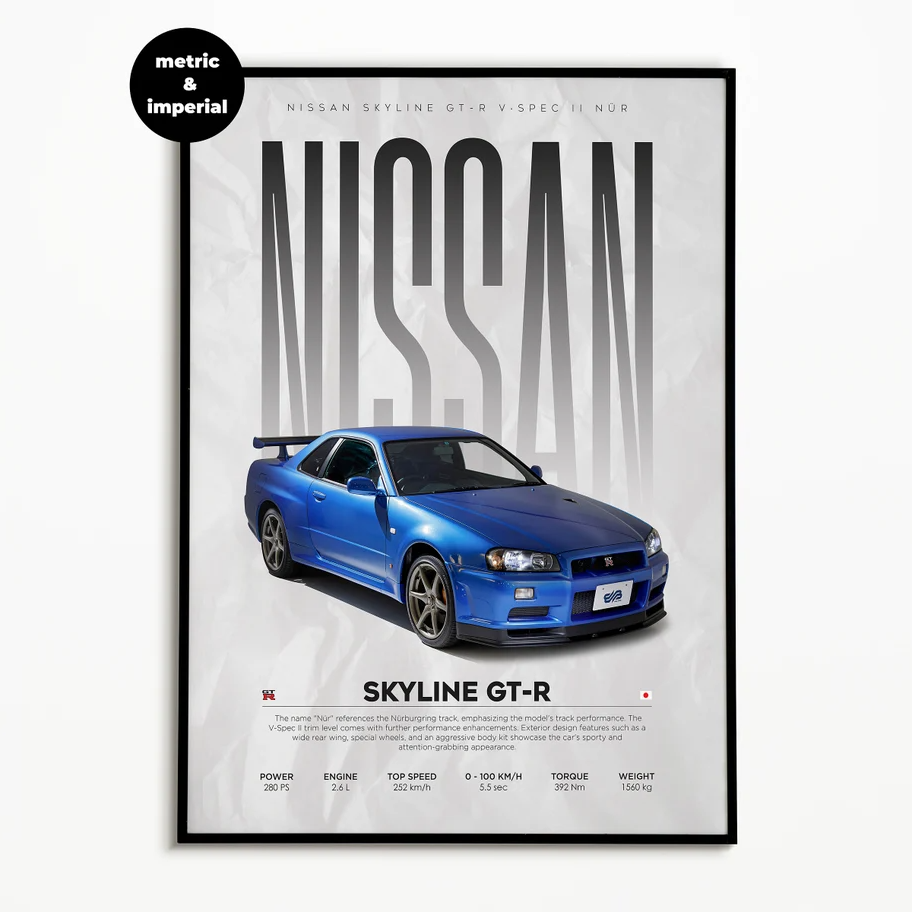 metric
&
imperial
NISSAN SKYLINE GT-R V·SPEC II NÜR
NISSAN
GT
R
SKYLINE GT-R
The name "Nür" references the Nürburgring track, emphasizing the model's track performance. The
V-Spec II trim level comes with further performance enhancements. Exterior design features such as a
wide rear wing, special wheels, and an aggressive body kit showcase the car's sporty and
attention-grabbing appearance.
POWER ENGINE TOP SPEED 0 - 100 KM/H TORQUE WEIGHT
280 PS 2.6 L 252 km/h 5.5 sec 392 Nm 1560 kg